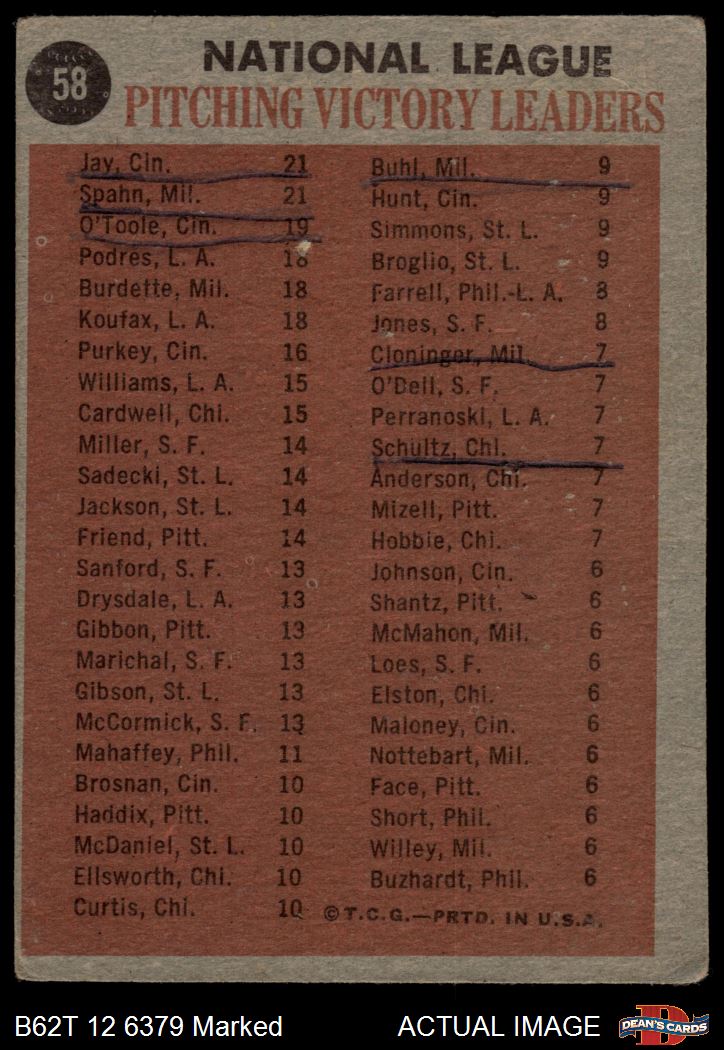 58
NATIONAL LEAGUE
PITCHING VICTORY LEADERS
Jay, Cin. 21
Spahn, Mil. 21
O'Toole, Cin. 19
Podres, L. A. 18
Burdette, Mil. 18
Koufax, L. A. 18
Purkey, Cin. 16
Williams, L. A. 15
Cardwell, Chi. 15
Miller, S. F. 14
Sadecki, St. L. 14
Jackson, St. L. 14
Friend, Pitt. 14
Sanford, S. F. 13
Drysdale, L. A. 13
Gibbon, Pitt. 13
Marichal, S. F. 13
Gibson, St. L. 13
McCormick, S. F. 13
Mahaffey, Phil. 11
Brosnan, Cin. 10
Haddix, Pitt. 10
McDaniel, St. L. 10
Ellsworth, Chi. 10
Curtis, Chi. 10
Buhl, Mil. 9
Hunt, Cin. 9
Simmons, St. L. 9
Broglio, St. L. 9
Farrell, Phil.-L. A. 8
Jones, S. F. 8
Cloninger, Mil. 7
O'Dell, S. F. 7
Perranoski, L. A. 7
Schultz, Chi. 7
Anderson, Chi. 7
Mizell, Pitt. 7
Hobbie, Chi. 7
Johnson, Cin. 6
Shantz, Pitt. 6
McMahon, Mil. 6
Loes, S. F. 6
Elston, Chi. 6
Maloney, Cin. 6
Nottebart, Mil. 6
Face, Pitt. 6
Short, Phil. 6
Willey, Mil. 6
Buzhardt, Phil. 6
©T.C.G.—PRTD. IN U.S.A.
B62T 12 6379 Marked
ACTUAL IMAGE
D
DEAN'S CARDS